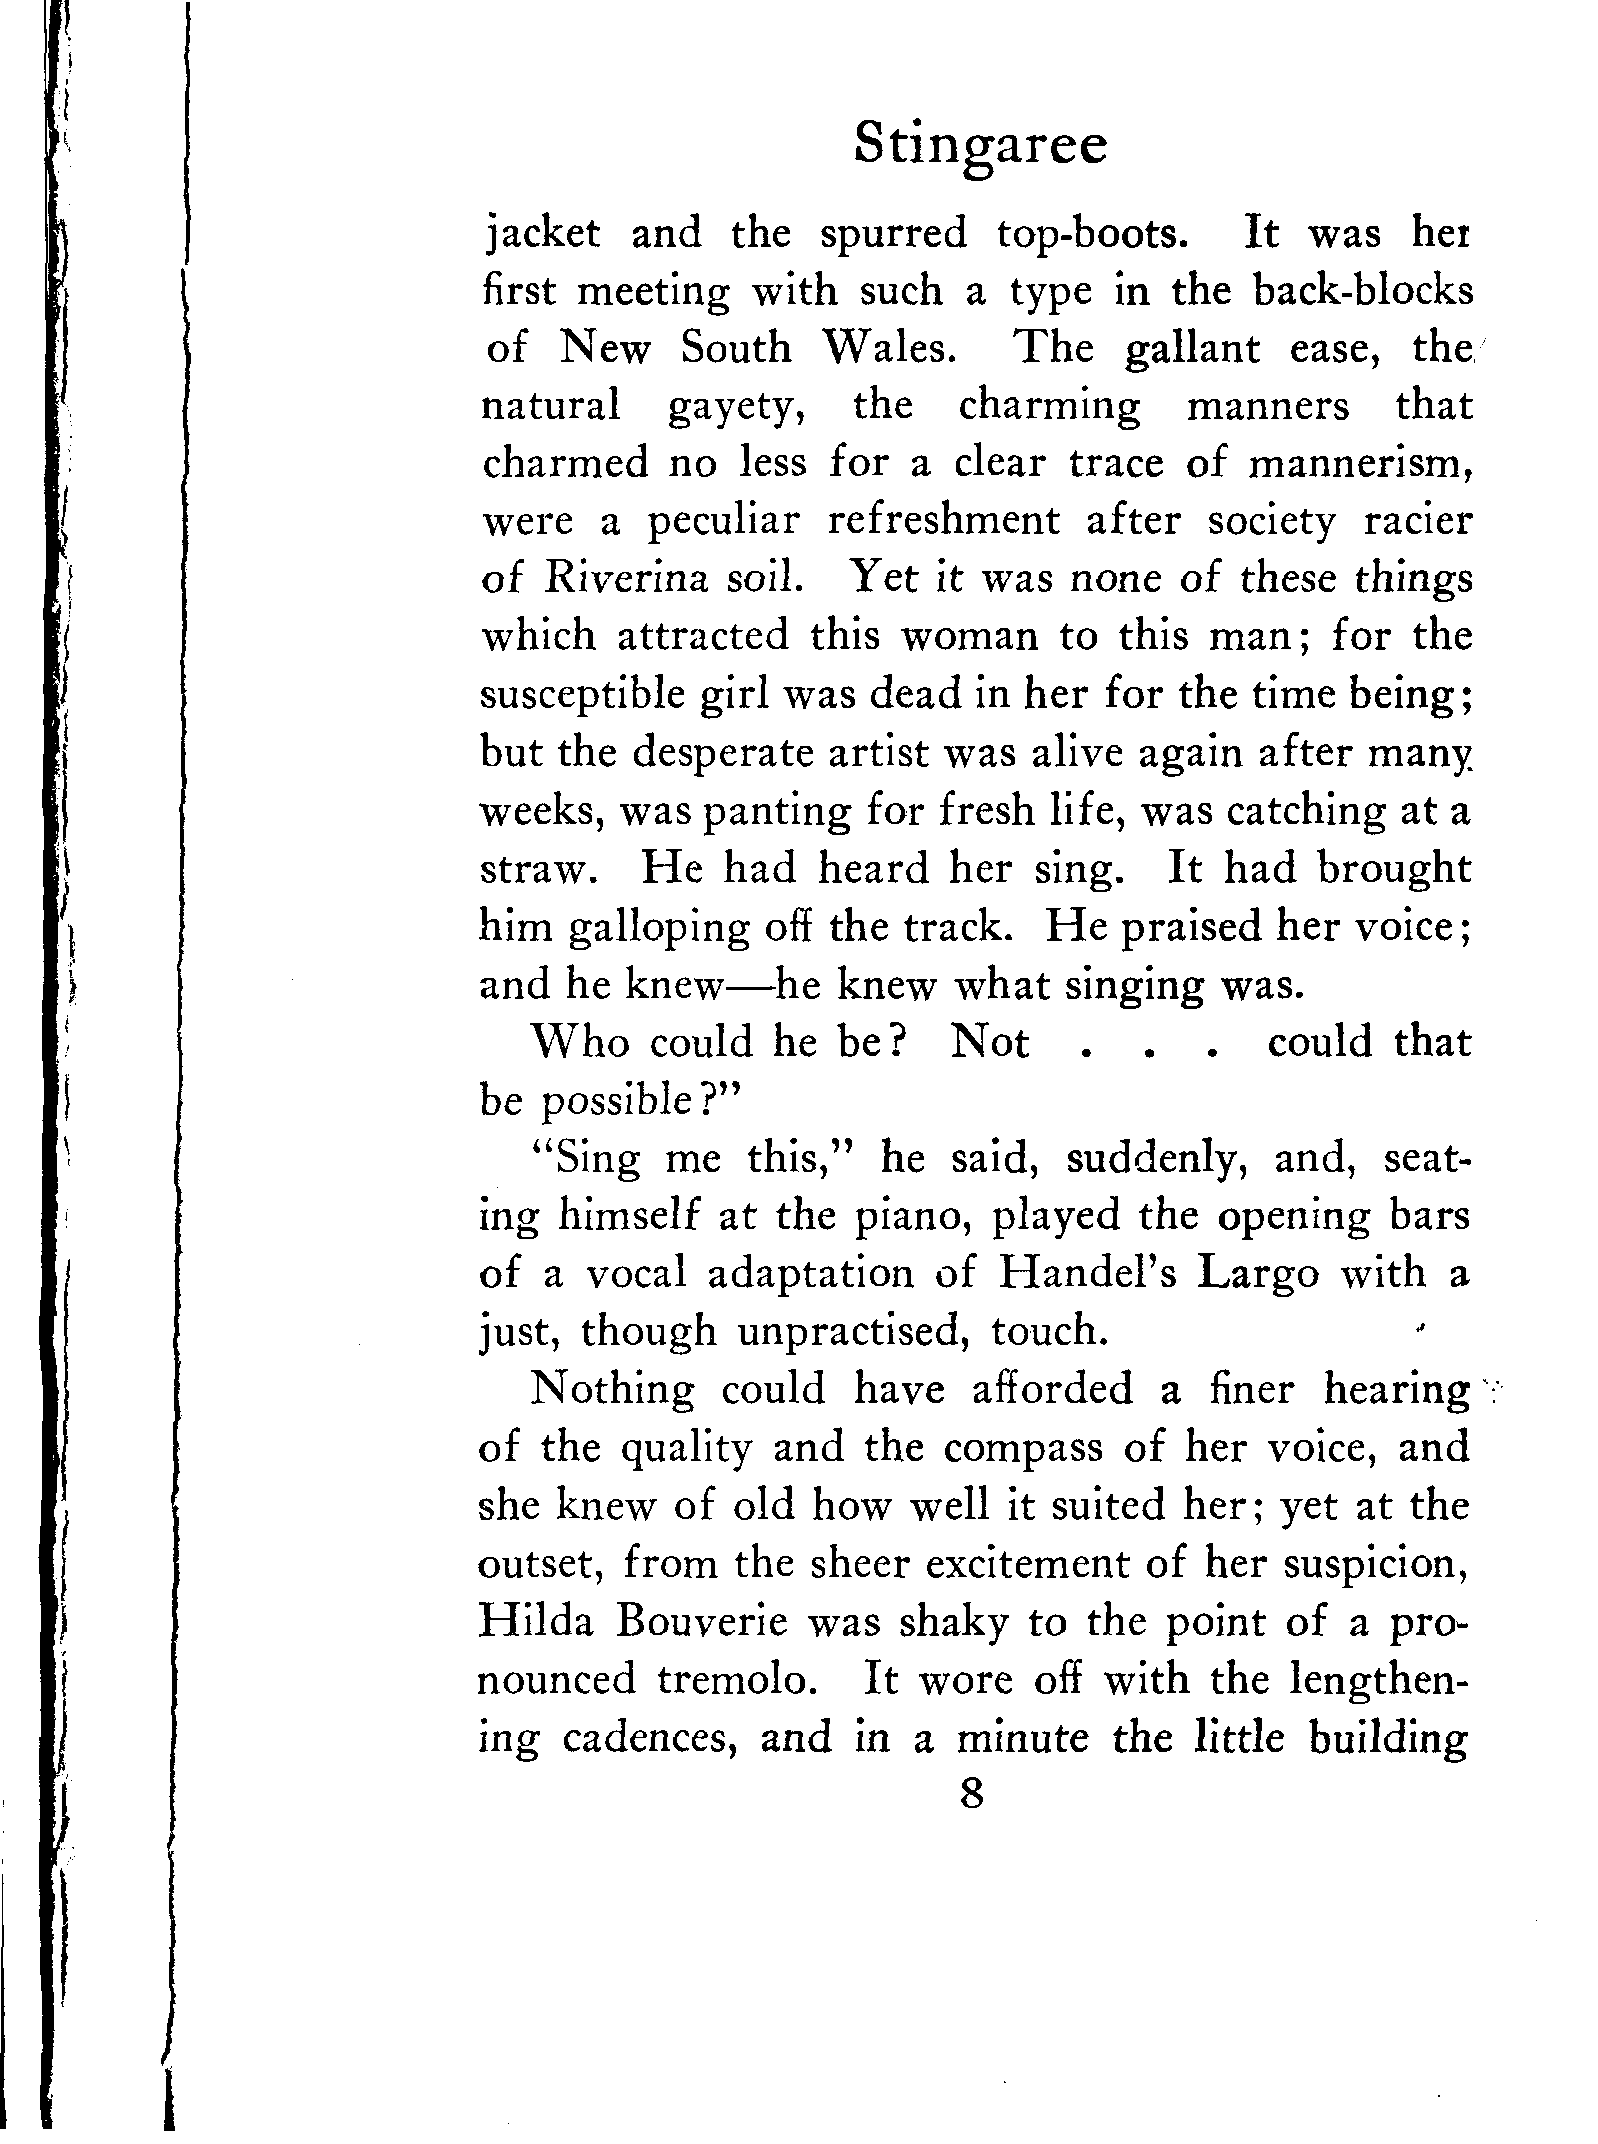 Stingaree
jacket and the spurred top-boots. It was her
first meeting with such a type in the back-blocks
of New South Wales. The gallant ease, the
natural gayety, the charming manners that
charmed no less for a clear trace of mannerism,
were a peculiar refreshment after society racier
of Riverina soil. Yet it was none of these things
which attracted this woman to this man; for the
susceptible girl was dead in her for the time being;
but the desperate artist was alive again after many
weeks, was panting for fresh life, was catching at a
straw. He had heard her sing. It had brought
him galloping off the track. He praised her voice;
and he knew—he knew what singing was.
Who could he be? Not . . . could that
be possible?"
"Sing me this," he said, suddenly, and, seat-
ing himself at the piano, played the opening bars
of a vocal adaptation of Handel's Largo with a
just, though unpractised, touch.
Nothing could have afforded a finer hearing
of the quality and the compass of her voice, and
she knew of old how well it suited her; yet at the
outset, from the sheer excitement of her suspicion,
Hilda Bouverie was shaky to the point of a pro-
nounced tremolo. It wore off with the lengthen-
ing cadences, and in a minute the little building
8